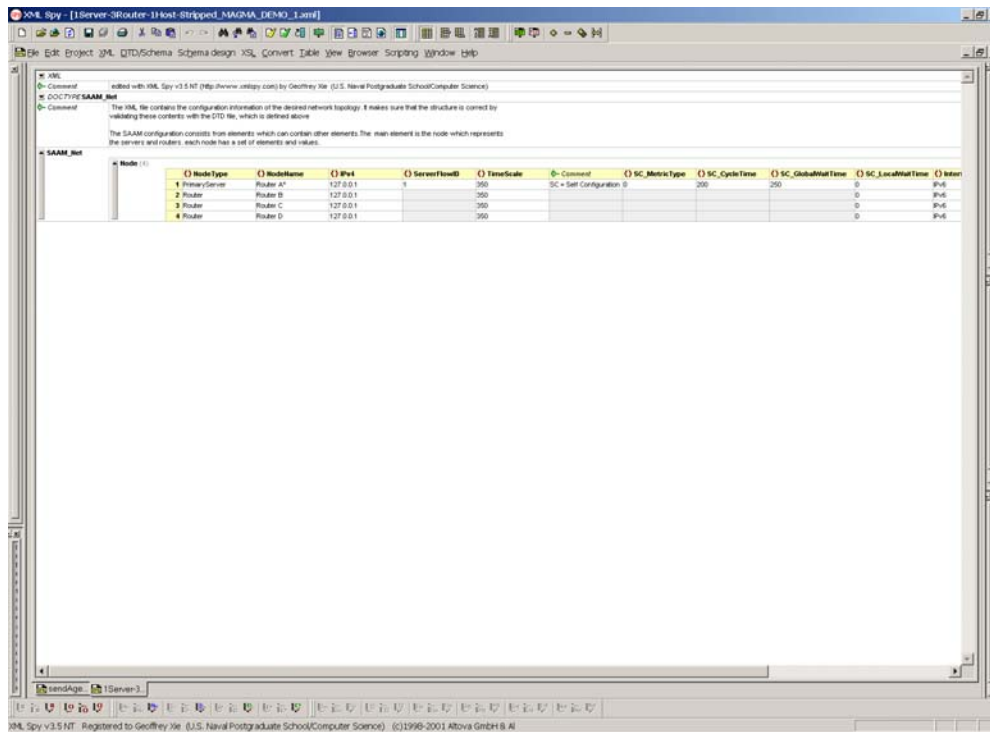 XML Spy - [1Server-3Router-1Host-Stripped_MAGMA_DEMO_1.xml]
File Edit Project XML DTD/Schema Schema design XSL Convert Table View Browser Scripting Window Help
XML
Comment edited with XML Spy v3.5 NT (http://www.xmlspy.com) by Geoffrey Xie (U.S. Naval Postgraduate School/Computer Science)
DOCTYPE SAAM_Net
Comment The XML file contains the configuration information of the desired network topology. It makes sure that the structure is correct by
validating these contents with the DTD file, which is defined above
The SAAM configuration consists from elements which can contain other elements.The main element is the node which represents
the servers and routers. each node has a set of elements and values.
SAAM_Net
Node (4)
NodeType NodeName IPv4 ServerFlowID TimeScale Comment SC_MetricType SC_CycleTime SC_GlobalWaitTime SC_LocalWaitTime Inter
1 PrimaryServer Router A* 127.0.0.1 1 350 SC = Self Configuration 0 200 250 0 IPv6
2 Router Router B 127.0.0.1 350 0 IPv6
3 Router Router C 127.0.0.1 350 0 IPv6
4 Router Router D 127.0.0.1 350 0 IPv6
sendAge... 1Server-3...
XML Spy v3.5 NT Registered to Geoffrey Xie (U.S. Naval Postgraduate School/Computer Science) (c)1998-2001 Altova GmbH & Al